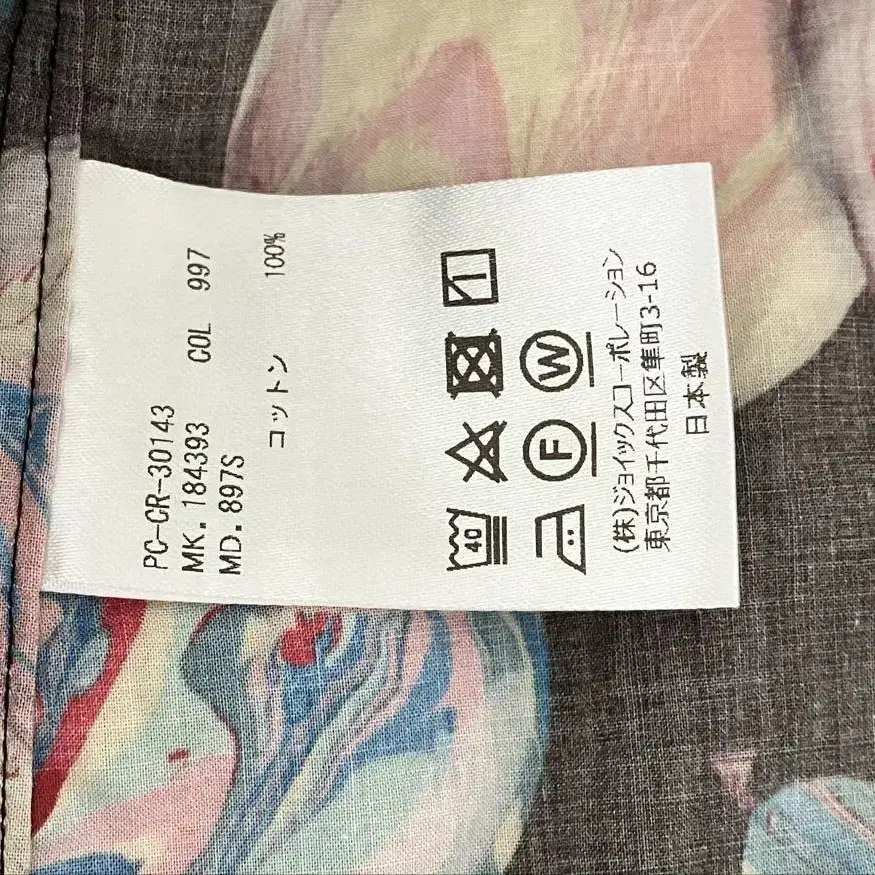 PC-CR-30143
MK. 184393 COL 997
MD. 897S
コットン 100%
40
F W
(株)ジョイックスコーポレーション
東京都千代田区隼町3-16
日本製